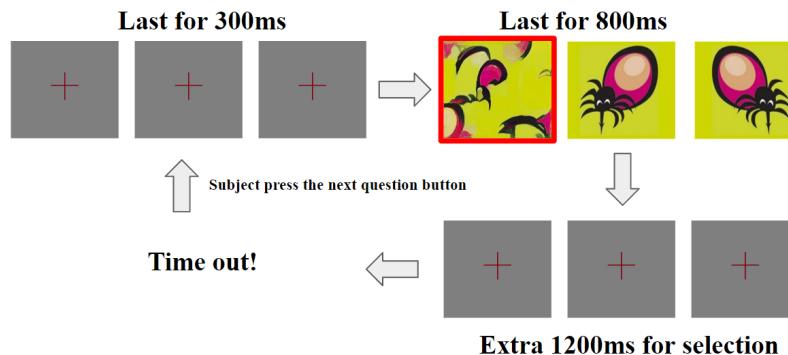 Last for 300ms
Last for 800ms
Subject press the next question button
Time out!
Extra 1200ms for selection